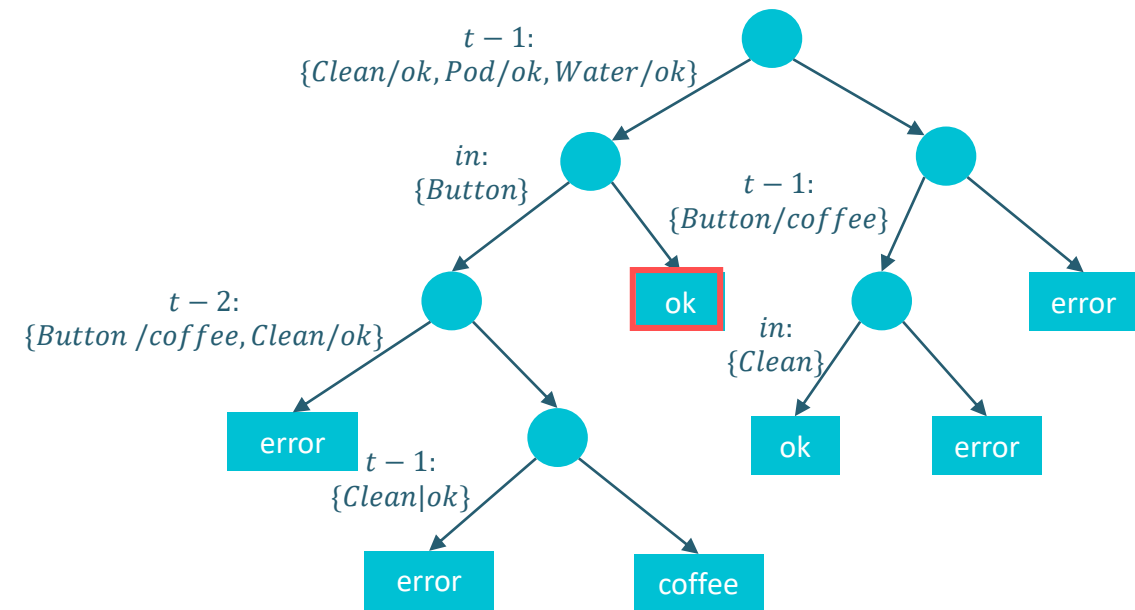 t − 1:
{Clean/ok, Pod/ok, Water/ok}
in:
{Button}
t − 1:
{Button/coffee}
t − 2:
{Button /coffee, Clean/ok}
ok
error
in:
{Clean}
error
ok
error
t − 1:
{Clean|ok}
error
coffee